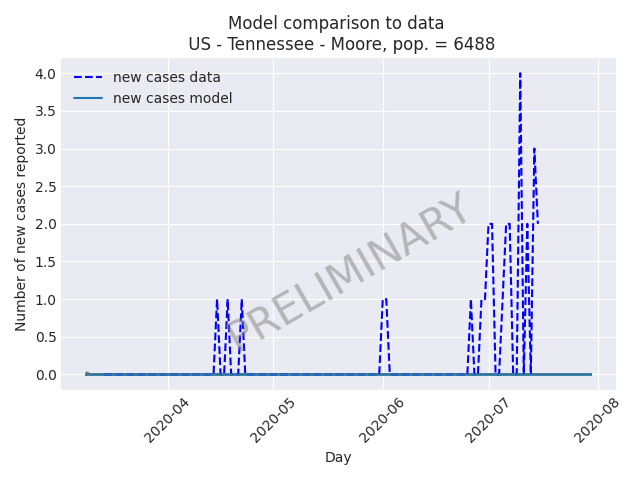 Model comparison to data
US - Tennessee - Moore, pop. = 6488
new cases data
new cases model
Number of new cases reported
4.0
3.5
3.0
2.5
2.0
1.5
1.0
0.5
0.0
PRELIMINARY
2020-04
2020-05
2020-06
2020-07
2020-08
Day